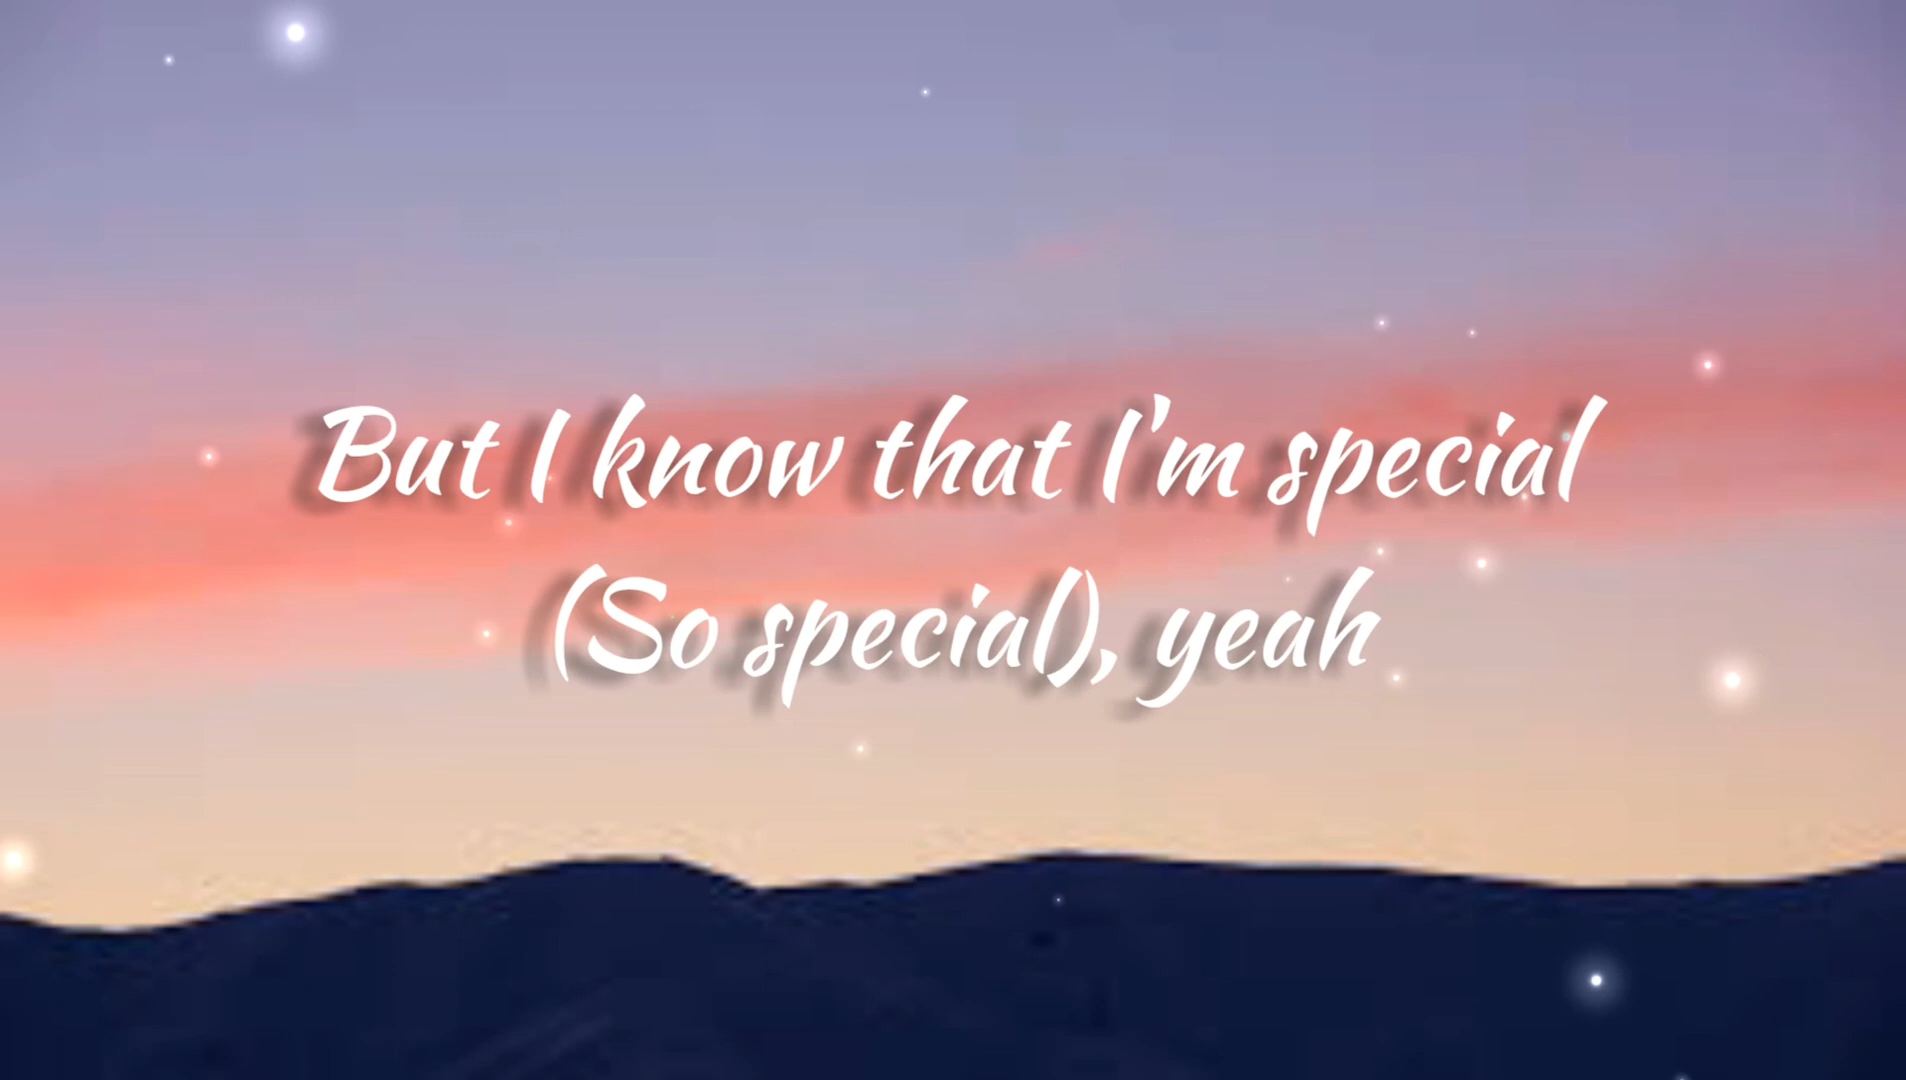 But I know that I'm special
(So special), yeah